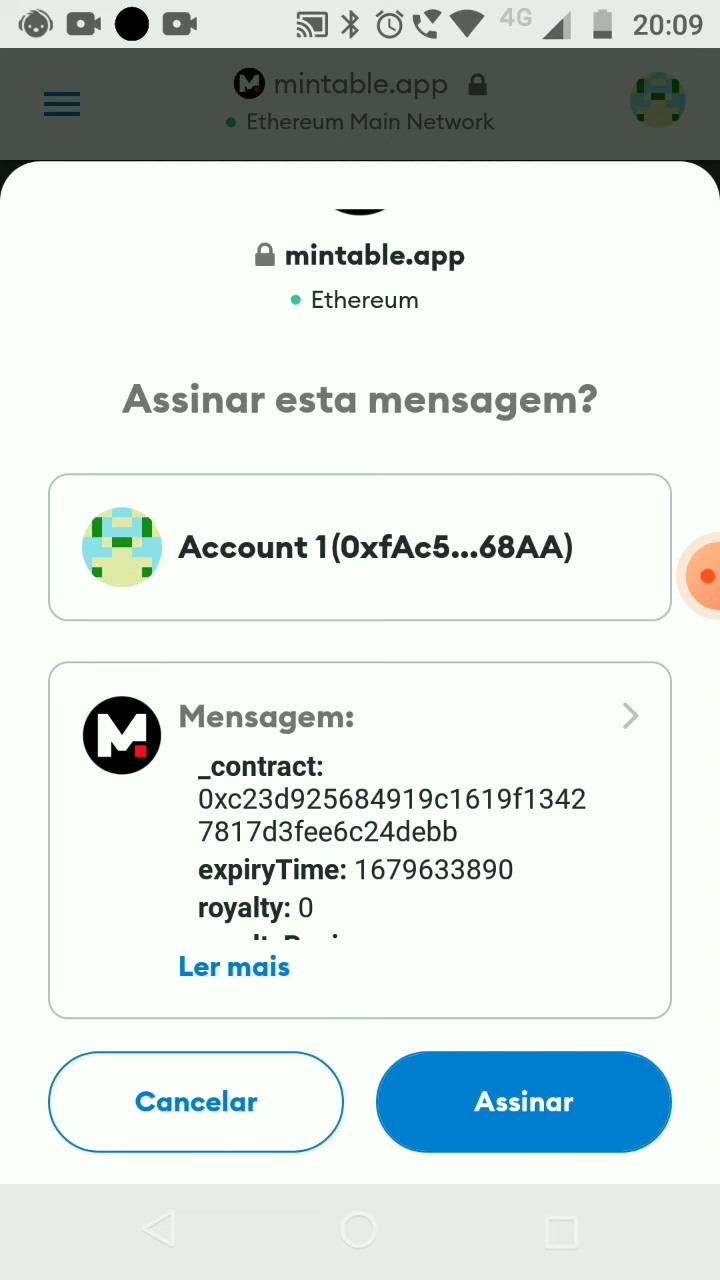 4G 20:09
mintable.app
Ethereum Main Network
mintable.app
Ethereum
Assinar esta mensagem?
Account 1 (0xfAc5...68AA)
Mensagem:
_contract:
0xc23d925684919c1619f1342
7817d3fee6c24debb
expiryTime: 1679633890
royalty: 0
Ler mais
Cancelar
Assinar